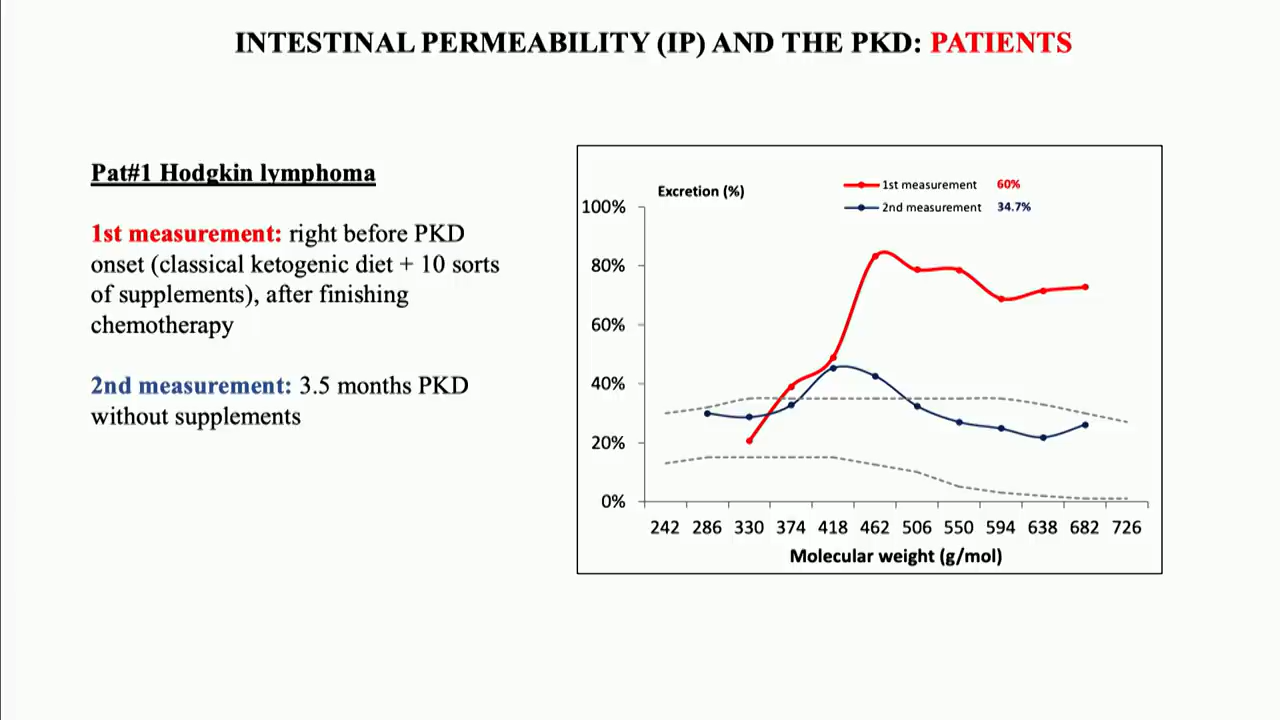 INTESTINAL PERMEABILITY (IP) AND THE PKD: PATIENTS
Pat#1 Hodgkin lymphoma
1st measurement: right before PKD
onset (classical ketogenic diet + 10 sorts
of supplements), after finishing
chemotherapy
2nd measurement: 3.5 months PKD
without supplements
Excretion (%)
1st measurement 60%
2nd measurement 34.7%
100%
80%
60%
40%
20%
0%
242 286 330 374 418 462 506 550 594 638 682 726
Molecular weight (g/mol)